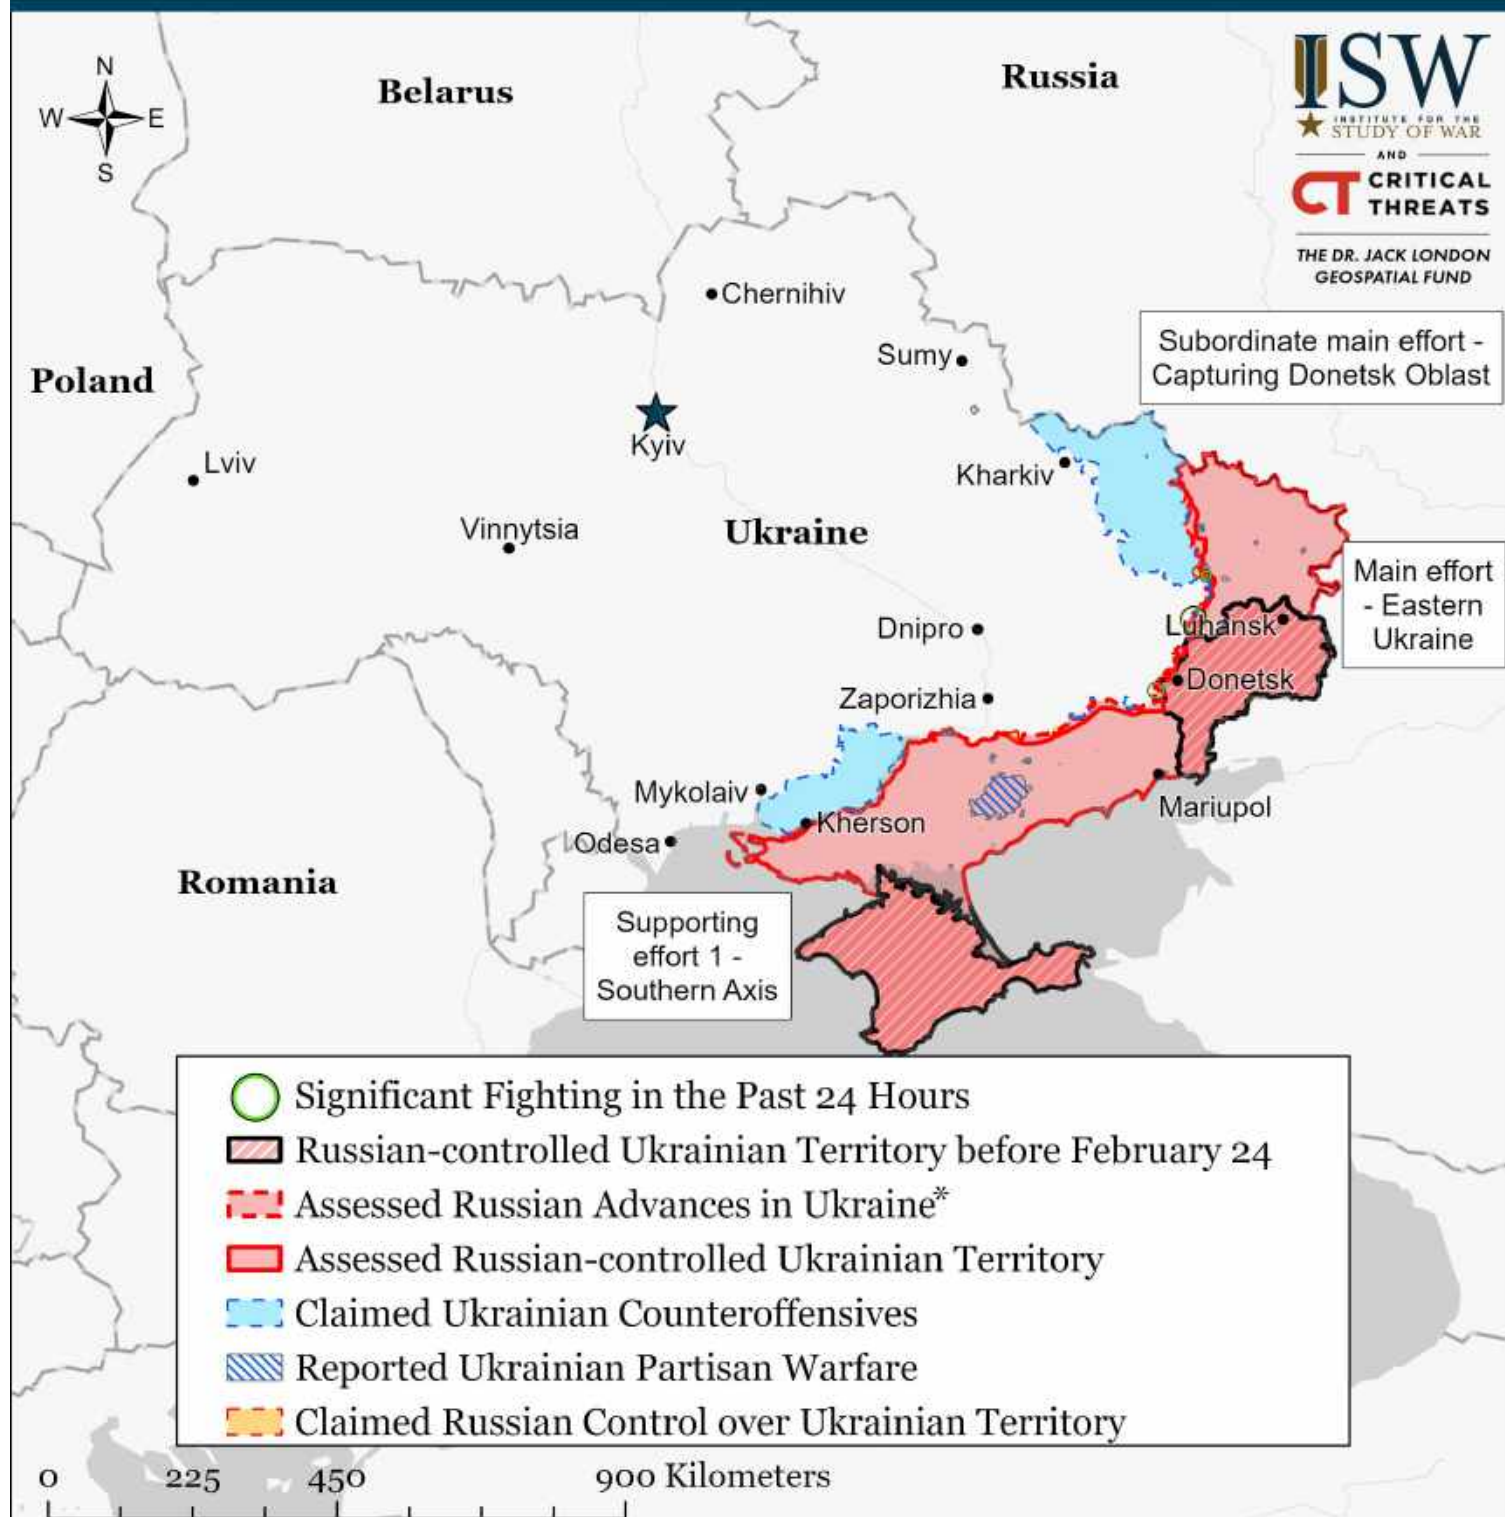 N
W E
S
Belarus
Russia
ISW
INSTITUTE FOR THE
STUDY OF WAR
AND
CT CRITICAL
THREATS
THE DR. JACK LONDON
GEOSPATIAL FUND
Chernihiv
Subordinate main effort -
Capturing Donetsk Oblast
Sumy
Poland
Kyiv
Lviv
Kharkiv
Vinnytsia
Ukraine
Main effort
- Eastern
Ukraine
Dnipro
Luhansk
Donetsk
Zaporizhia
Mykolaiv
Mariupol
Kherson
Odesa
Romania
Supporting
effort 1 -
Southern Axis
Significant Fighting in the Past 24 Hours
Russian-controlled Ukrainian Territory before February 24
Assessed Russian Advances in Ukraine*
Assessed Russian-controlled Ukrainian Territory
Claimed Ukrainian Counteroffensives
Reported Ukrainian Partisan Warfare
Claimed Russian Control over Ukrainian Territory
0 225 450 900 Kilometers